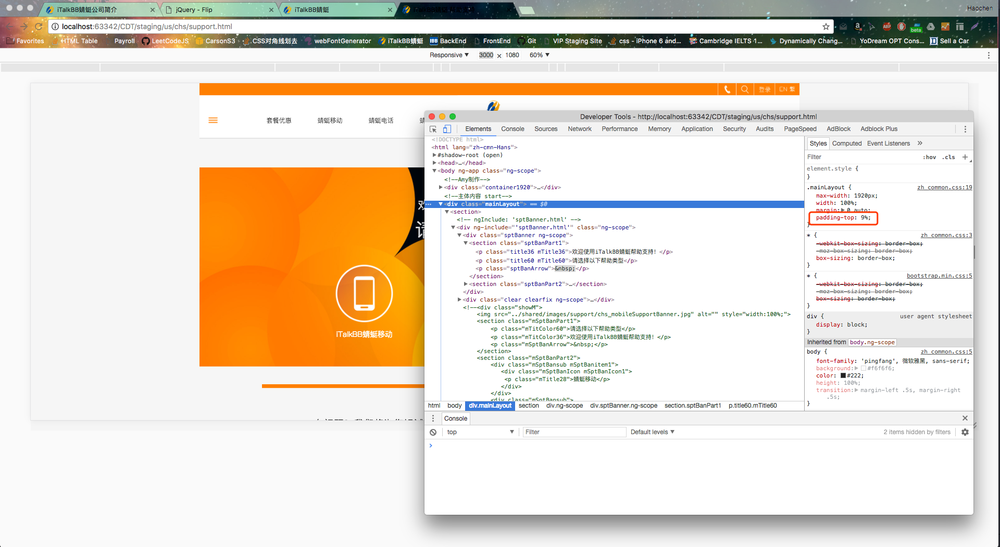 iTalkBB蜻蜓公司简介
jQuery - Flip
iTalkBB蜻蜓
iTalkBB蜻蜓 帮助支持
Haochen
localhost:63342/CDT/staging/us/chs/support.html
Favorites
HTML Table
Payroll
LeetCodeJS
CarsonS3
CSS对角线划去
webFontGenerator
iTalkBB蜻蜓
BackEnd
FrontEnd
Git
VIP Staging SIte
css - iPhone 6 and...
Cambridge IELTS 1...
Dynamically Chang...
YoDream OPT Cons...
Sell a Car
ABP
beta
Responsive ▼ 3000 × 1080 60% ▼
登录
EN 繁
套餐优惠 蜻蜓移动 蜻蜓电话
iTalkBB蜻蜓移动
Developer Tools - http://localhost:63342/CDT/staging/us/chs/support.html
Elements Console Sources Network Performance Memory Application Security Audits PageSpeed AdBlock Adblock Plus
<!DOCTYPE html>
<html lang="zh-cmn-Hans">
▶#shadow-root (open)
▶<head>…</head>
▼<body ng-app class="ng-scope">
<!--Amy制作-->
▶<div class="container1920">…</div>
<!--主体内容 start-->
… ▼<div class="mainLayout"> == $0
▼<section>
<!-- ngInclude: 'sptBanner.html' -->
▼<div ng-include="'sptBanner.html'" class="ng-scope">
▼<div class="sptBanner ng-scope">
▼<section class="sptBanPart1">
<p class="title36 mTitle36">欢迎使用iTalkBB蜻蜓帮助支持! </p>
<p class="title60 mTitle60">请选择以下帮助类型</p>
<p class="sptBanArrow">&nbsp;</p>
</section>
▶<section class="sptBanPart2">…</section>
</div>
▶<div class="clear clearfix ng-scope">…</div>
<!--<div class="showM">
<img src="../shared/images/support/chs_mobileSupportBanner.jpg" alt="" style="width:100%;">
<section class="mSptBanPart1">
<p class="mTitColor60">请选择以下帮助类型</p>
<p class="mTitColor36">欢迎使用iTalkBB蜻蜓帮助支持! </p>
<p class="mSptBanArrow">&nbsp;</p>
</section>
<section class="mSptBanPart2">
<div class="mSptBansub mSptBanitem1">
<div class="mSptBanIcon mSptBanIcon1">
<p class="mTitle28">蜻蜓移动</p>
</div>
</div>
<div class="mSptBansub">
html body div.mainLayout section div.ng-scope div.sptBanner.ng-scope section.sptBanPart1 p.title60.mTitle60
Styles Computed Event Listeners »
Filter :hov .cls +
element.style {
}
.mainLayout { zh_common.css:19
max-width: 1920px;
width: 100%;
margin:▶0 auto;
padding-top: 9%;
}
* { zh_common.css:3
-webkit-box-sizing: border-box;
-moz-box-sizing: border-box;
box-sizing: border-box;
}
* { bootstrap.min.css:5
-webkit-box-sizing: border-box;
-moz-box-sizing: border-box;
box-sizing: border-box;
}
div { user agent stylesheet
display: block;
}
Inherited from body.ng-scope
body { zh_common.css:5
font-family: 'pingfang', 微软雅黑, sans-serif;
background:▶#f6f6f6;
color: #222;
height: 100%;
transition:▶margin-left .5s, margin-right
.5s;
}
Console
top ▼ Filter Default levels ▼ 2 items hidden by filters